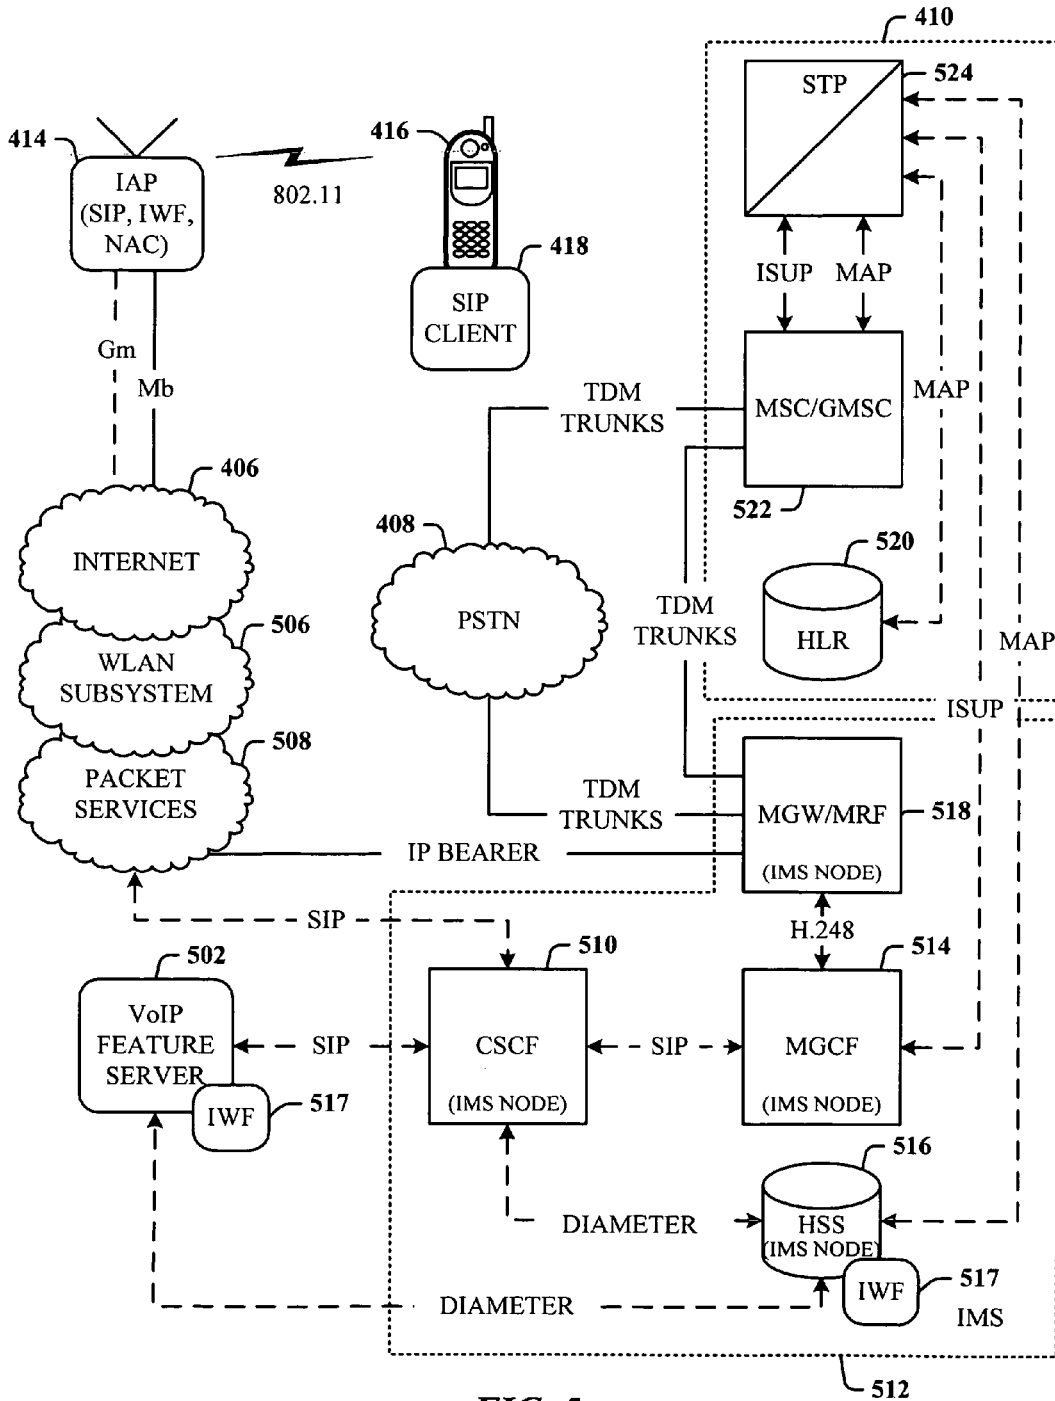 410
STP
524
414
416
IAP
(SIP, IWF,
NAC)
802.11
418
SIP
CLIENT
ISUP
MAP
Gm
Mb
TDM
TRUNKS
MSC/GMSC
MAP
522
406
INTERNET
408
PSTN
520
HLR
506
WLAN
SUBSYSTEM
TDM
TRUNKS
MAP
ISUP
508
PACKET
SERVICES
TDM
TRUNKS
MGW/MRF
(IMS NODE)
518
IP BEARER
SIP
H.248
502
VoIP
FEATURE
SERVER
IWF
517
SIP
510
CSCF
(IMS NODE)
SIP
514
MGCF
(IMS NODE)
516
HSS
(IMS NODE)
DIAMETER
IWF
517
DIAMETER
IMS
512